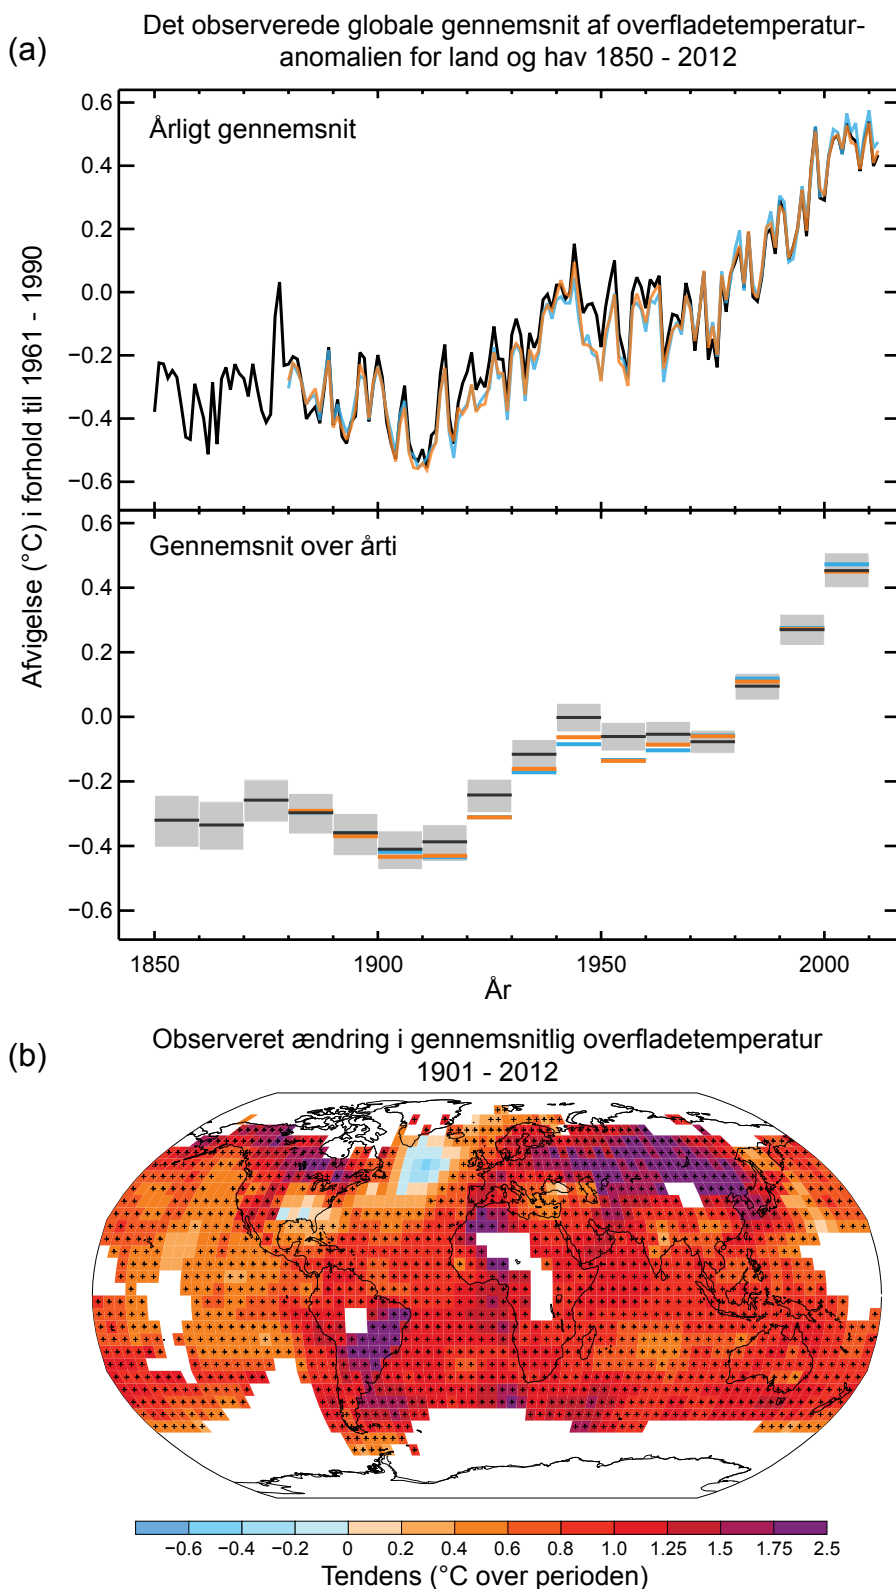 (a)
Det observerede globale gennemsnit af overfladetemperatur-
anomalien for land og hav 1850 - 2012
Afvigelse (°C) i forhold til 1961 - 1990
Årligt gennemsnit
0.6
0.4
0.2
0.0
−0.2
−0.4
−0.6
Gennemsnit over årti
0.6
0.4
0.2
0.0
−0.2
−0.4
−0.6
1850 1900 1950 2000
År
(b)
Observeret ændring i gennemsnitlig overfladetemperatur
1901 - 2012
−0.6 −0.4 −0.2 0 0.2 0.4 0.6 0.8 1.0 1.25 1.5 1.75 2.5
Tendens (°C over perioden)